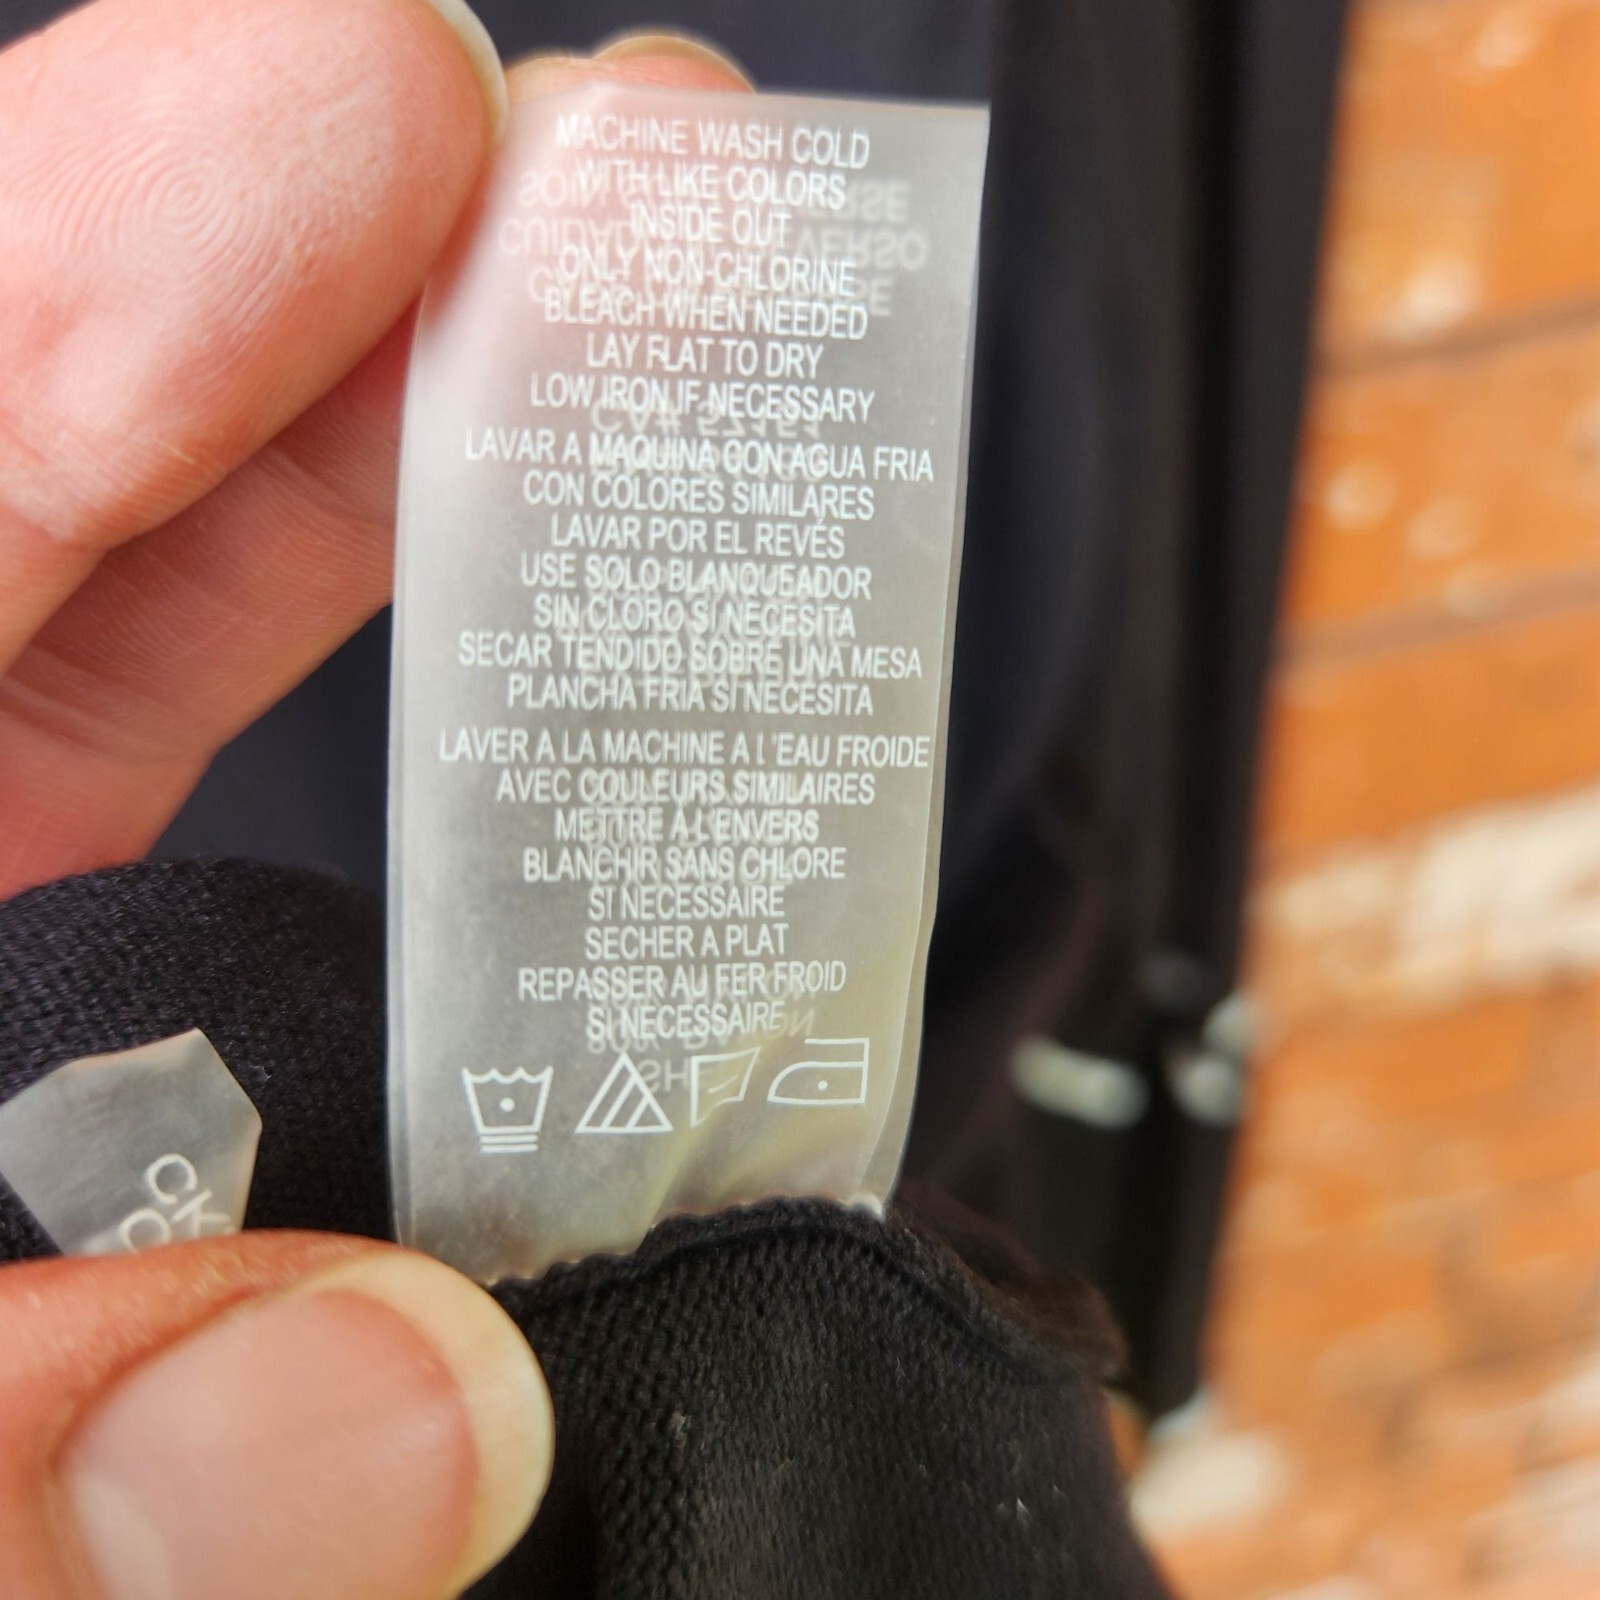 MACHINE WASH COLD
WITH LIKE COLORS
INSIDE OUT
ONLY NON-CHLORINE
BLEACH WHEN NEEDED
LAY FLAT TO DRY
LOW IRON IF NECESSARY
LAVAR A MAQUINA CON AGUA FRIA
CON COLORES SIMILARES
LAVAR POR EL REVÉS
USE SOLO BLANQUEADOR
SIN CLORO SI NECESITA
SECAR TENDIDO SOBRE UNA MESA
PLANCHA FRIA SI NECESITA
LAVER A LA MACHINE A L'EAU FROIDE
AVEC COULEURS SIMILAIRES
METTRE A L'ENVERS
BLANCHIR SANS CHLORE
SI NECESSAIRE
SECHER A PLAT
REPASSER AU FER FROID
SI NECESSAIRE